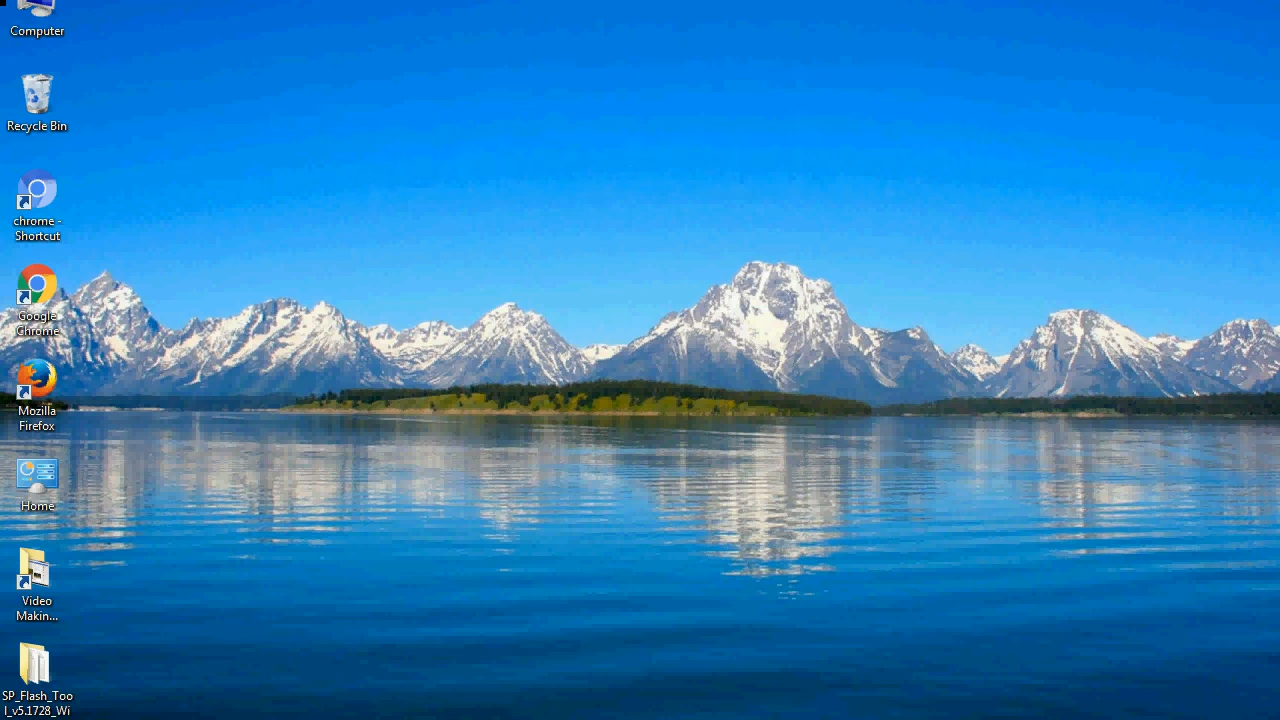 Computer
Recycle Bin
chrome -
Shortcut
Google
Chrome
Mozilla
Firefox
Home
Video
Makin...
SP_Flash_Too
l_v5.1728_Wi